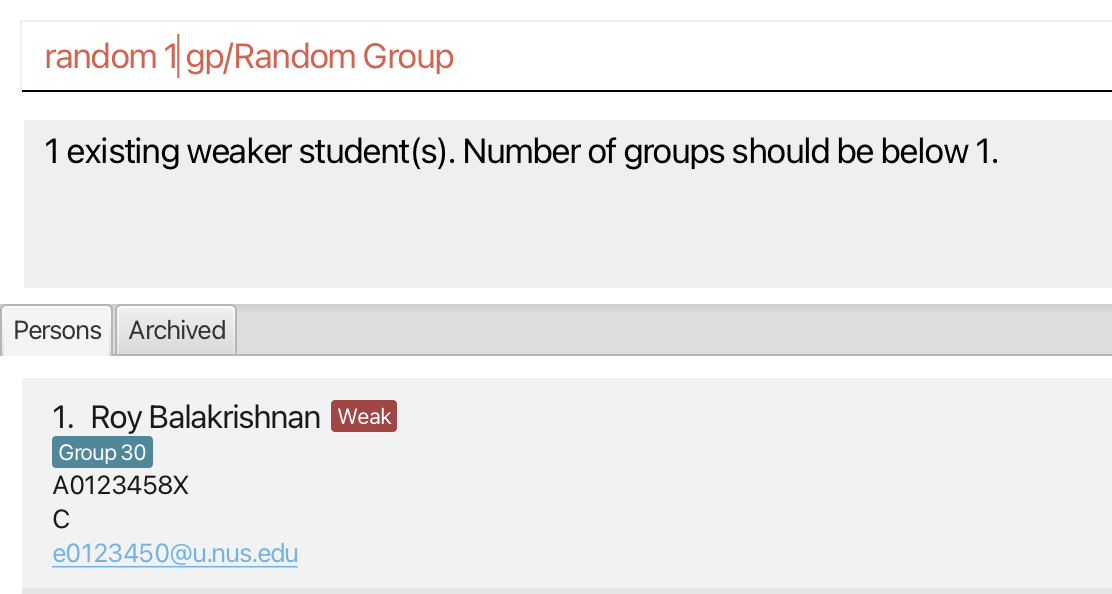 random 1 gp/Random Group
1 existing weaker student(s). Number of groups should be below 1.
Persons Archived
1. Roy Balakrishnan Weak
Group 30
A0123458X
C
e0123450@u.nus.edu